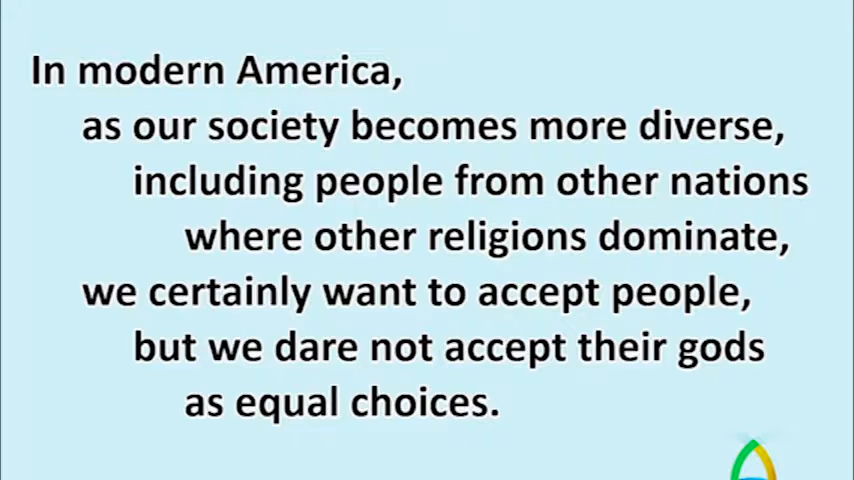 In modern America,
as our society becomes more diverse,
including people from other nations
where other religions dominate,
we certainly want to accept people,
but we dare not accept their gods
as equal choices.